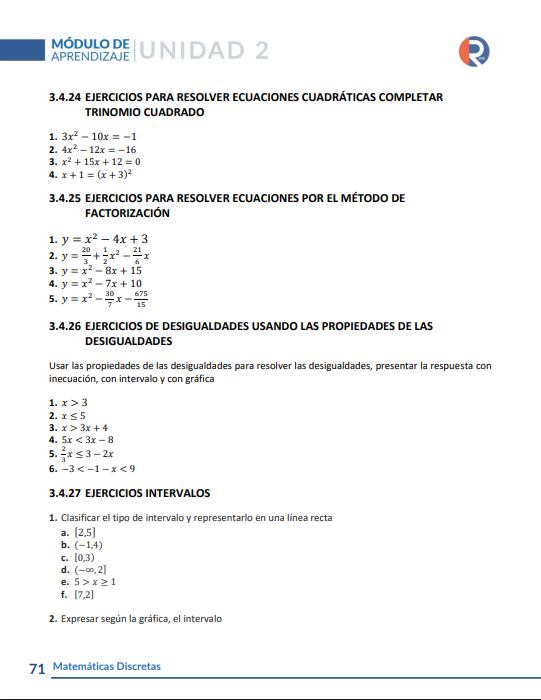 MÓDULO DE
APRENDIZAJE
UNIDAD 2
3.4.24 EJERCICIOS PARA RESOLVER ECUACIONES CUADRÁTICAS COMPLETAR
TRINOMIO CUADRADO
1. 3x² − 10x = −1
2. 4x² − 12x = −16
3. x² + 15x + 12 = 0
4. x + 1 = (x + 3)²
3.4.25 EJERCICIOS PARA RESOLVER ECUACIONES POR EL MÉTODO DE
FACTORIZACIÓN
1. y = x² − 4x + 3
2. y = 20/3 + 1/2 x² − 21/6 x
3. y = x² − 8x + 15
4. y = x² − 7x + 10
5. y = x² − 30/7 x − 675/15
3.4.26 EJERCICIOS DE DESIGUALDADES USANDO LAS PROPIEDADES DE LAS
DESIGUALDADES
Usar las propiedades de las desigualdades para resolver las desigualdades, presentar la respuesta con
inecuación, con intervalo y con gráfica
1. x > 3
2. x ≤ 5
3. x > 3x + 4
4. 5x < 3x − 8
5. 2/3 x ≤ 3 − 2x
6. −3 < −1 − x < 9
3.4.27 EJERCICIOS INTERVALOS
1. Clasificar el tipo de intervalo y representarlo en una línea recta
a. [2,5]
b. (−1,4)
c. [0,3)
d. (−∞, 2]
e. 5 > x ≥ 1
f. [7,2]
2. Expresar según la gráfica, el intervalo
71 Matemáticas Discretas